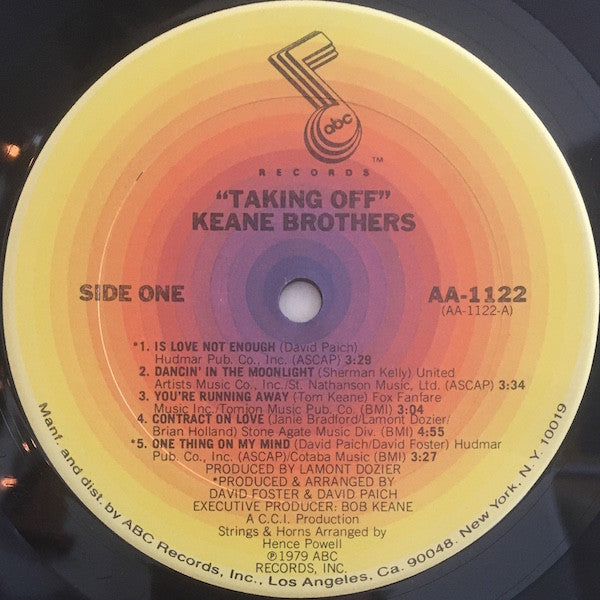 abc
RECORDS ™
"TAKING OFF"
KEANE BROTHERS
SIDE ONE
AA-1122
(AA-1122-A)
*1. IS LOVE NOT ENOUGH (David Paich)
Hudmar Pub. Co., Inc. (ASCAP) 3:29
2. DANCIN' IN THE MOONLIGHT (Sherman Kelly) United
Artists Music Co., Inc./St. Nathanson Music, Ltd. (ASCAP) 3:34
3. YOU'RE RUNNING AWAY (Tom Keane) Fox Fanfare
Music Inc./Tomjon Music Pub. Co. (BMI) 3:04
4. CONTRACT ON LOVE (Janie Bradford/Lamont Dozier/
Brian Holland) Stone Agate Music Div. (BMI) 4:55
*5. ONE THING ON MY MIND (David Paich/David Foster) Hudmar
Pub. Co., Inc. (ASCAP)/Cotaba Music (BMI) 3:27
PRODUCED BY LAMONT DOZIER
*PRODUCED & ARRANGED BY
DAVID FOSTER & DAVID PAICH
EXECUTIVE PRODUCER: BOB KEANE
A C.C.I. Production
Strings & Horns Arranged by
Hence Powell
℗1979 ABC
RECORDS, INC.
Manf. and dist. by ABC Records, Inc., Los Angeles, Ca. 90048. New York, N.Y. 10019